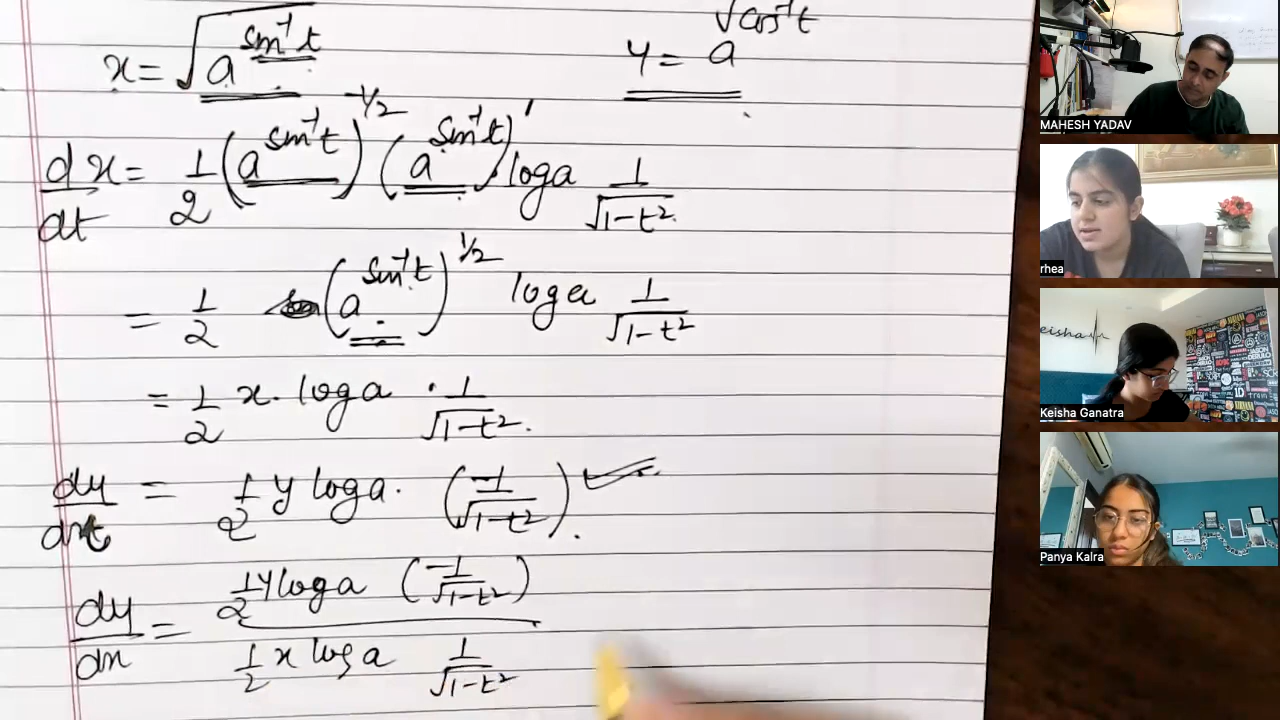 x = √(a^(sin⁻¹t))    y = a^(√cos⁻¹t)
dx/dt = 1/2 (a^(sin⁻¹t))^(-1/2) (a^(sin⁻¹t))' log a 1/√(1-t²)
= 1/2 (a^(sin⁻¹t))^(1/2) log a 1/√(1-t²)
= 1/2 x · log a · 1/√(1-t²).
dy/dt = 1/2 y log a · (-1/√(1-t²)).
dy/dx = (1/2 y log a (-1/√(1-t²))) / (1/2 x log a 1/√(1-t²))
MAHESH YADAV
rhea
keisha
Keisha Ganatra
Panya Kalra